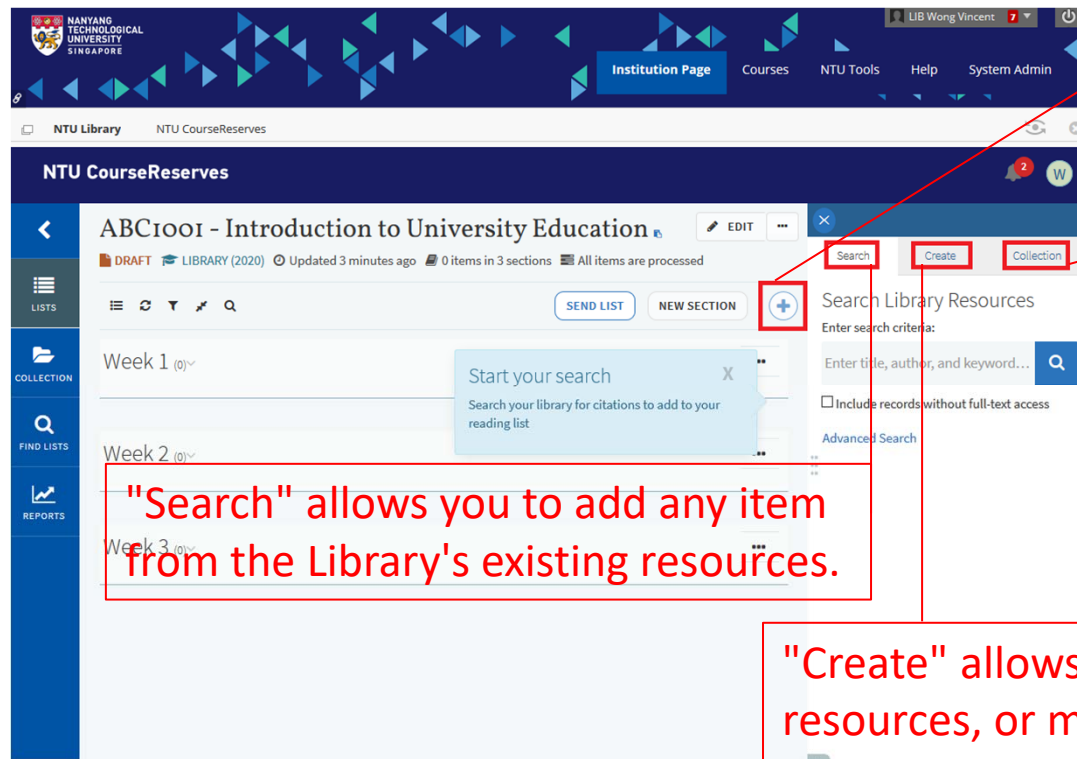 NANYANG
TECHNOLOGICAL
UNIVERSITY
SINGAPORE
LIB Wong Vincent 7
Institution Page Courses NTU Tools Help System Admin
NTU Library NTU CourseReserves
NTU CourseReserves
2
W
LISTS
COLLECTION
FIND LISTS
REPORTS
ABC1001 - Introduction to University Education
EDIT
DRAFT LIBRARY (2020) Updated 3 minutes ago 0 items in 3 sections All items are processed
SEND LIST NEW SECTION
Week 1 (0)
Start your search X
Search your library for citations to add to your
reading list
Week 2 (0)
Week 3 (0)
Search Create Collection
Search Library Resources
Enter search criteria:
Enter title, author, and keyword...
Include records without full-text access
Advanced Search
"Search" allows you to add any item
from the Library's existing resources.
"Create" allows
resources, or m